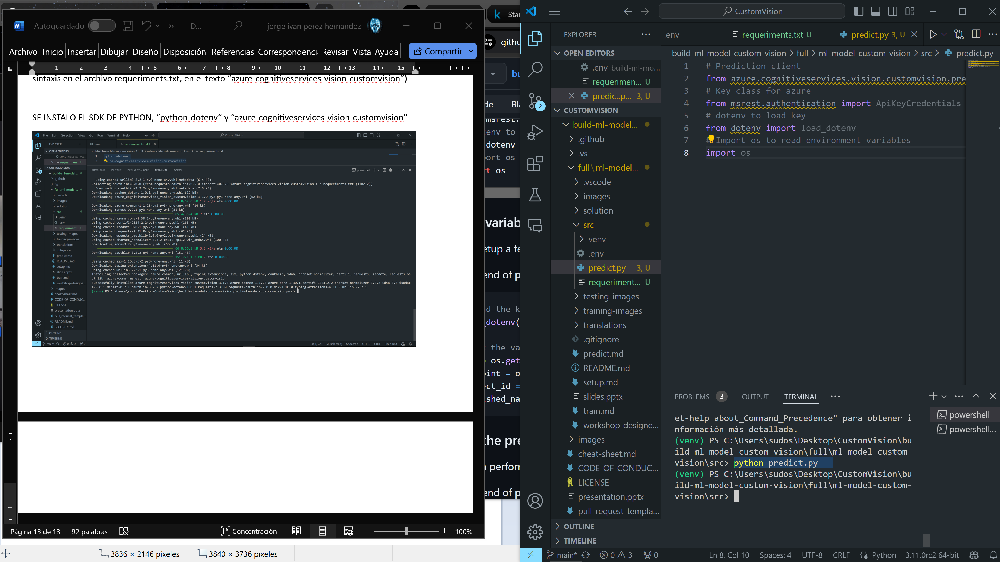 Autoguardado
D...
jorge ivan perez hernandez
Archivo
Inicio
Insertar
Dibujar
Diseño
Disposición
Referencias
Correspondenci
Revisar
Vista
Ayuda
Compartir
1 2 3 4 5 6 7 8 9 10 11 12 13 14 15
sintaxis en el archivo requeriments.txt, en el texto “azure-cognitiveservices-vision-customvision”)
SE INSTALO EL SDK DE PYTHON, “python-dotenv” y “azure-cognitiveservices-vision-customvision”
File Edit Selection View Go Run Terminal Help
CustomVision
EXPLORER
.env
requeriments.txt U
OPEN EDITORS
.env build-ml-mo...
requerimen... U
CUSTOMVISION
build-ml-model...
.github
.vs
full\ml-model...
.vscode
images
solution
src
venv
.env
requeriment... U
testing-images
training-images
translations
.gitignore
predict.md
README.md
setup.md
slides.pptx
train.md
workshop-designe...
images
cheat-sheet.md
CODE_OF_CONDUC...
LICENSE
presentation.pptx
pull_request_templa...
README.md
SECURITY.md
OUTLINE
TIMELINE
build-ml-model-custom-vision > full > ml-model-custom-vision > src > requeriments.txt
1 python-dotenv
2 azure-cognitiveservices-vision-customvision
PROBLEMS OUTPUT DEBUG CONSOLE TERMINAL PORTS
powershell
Using cached urllib3-2.2.1-py3-none-any.whl.metadata (6.4 kB)
Collecting oauthlib>=3.0.0 (from requests-oauthlib>=0.5.0->msrest>=0.5.0->azure-cognitiveservices-vision-customvision->-r requeriments.txt (line 2))
Downloading oauthlib-3.2.2-py3-none-any.whl.metadata (7.5 kB)
Downloading python_dotenv-1.0.1-py3-none-any.whl (19 kB)
Downloading azure_cognitiveservices_vision_customvision-3.1.0-py2.py3-none-any.whl (62 kB)
62.0/62.0 kB 1.7 MB/s eta 0:00:00
Downloading azure_common-1.1.28-py2.py3-none-any.whl (14 kB)
Downloading msrest-0.7.1-py3-none-any.whl (85 kB)
85.4/85.4 kB ? eta 0:00:00
Using cached azure_core-1.30.1-py3-none-any.whl (193 kB)
Using cached certifi-2024.2.2-py3-none-any.whl (163 kB)
Using cached isodate-0.6.1-py2.py3-none-any.whl (41 kB)
Using cached requests-2.31.0-py3-none-any.whl (62 kB)
Downloading requests_oauthlib-2.0.0-py2.py3-none-any.whl (24 kB)
Using cached charset_normalizer-3.3.2-cp312-cp312-win_amd64.whl (100 kB)
Downloading idna-3.7-py3-none-any.whl (66 kB)
66.8/66.8 kB 3.5 MB/s eta 0:00:00
Downloading oauthlib-3.2.2-py3-none-any.whl (151 kB)
151.7/151.7 kB ? eta 0:00:00
Using cached six-1.16.0-py2.py3-none-any.whl (11 kB)
Downloading typing_extensions-4.11.0-py3-none-any.whl (34 kB)
Using cached urllib3-2.2.1-py3-none-any.whl (121 kB)
Installing collected packages: azure-common, urllib3, typing-extensions, six, python-dotenv, oauthlib, idna, charset-normalizer, certifi, requests, isodate, requests-oa
uthlib, azure-core, msrest, azure-cognitiveservices-vision-customvision
Successfully installed azure-cognitiveservices-vision-customvision-3.1.0 azure-common-1.1.28 azure-core-1.30.1 certifi-2024.2.2 charset-normalizer-3.3.2 idna-3.7 isodat
e-0.6.1 msrest-0.7.1 oauthlib-3.2.2 python-dotenv-1.0.1 requests-2.31.0 requests-oauthlib-2.0.0 six-1.16.0 typing-extensions-4.11.0 urllib3-2.2.1
(venv) PS C:\Users\sudos\Desktop\CustomVision\build-ml-model-custom-vision\full\ml-model-custom-vision\src>
main* 0 0 0
Ln 1, Col 1 (58 selected) Spaces: 4 UTF-8 CRLF Plain Text
1
Página 13 de 13
92 palabras
Concentración
100%
3836 × 2146 píxeles
3840 × 3736 píxeles
k Star
githu
bu
de Bla
msrest.
env to
dotenv
ort os
t os
variab
etup a fe
end of p
d the k
_dotenv(
t the va
= os.get
oint = o
ect_id =
shed_na
the pre
n perfor
end of p
CustomVision
EXPLORER
OPEN EDITORS
.env build-ml-mo...
requerimen... U
predict.p... 3, U
CUSTOMVISION
build-ml-model...
.github
.vs
full\ml-model...
.vscode
images
solution
src
venv
.env
predict.py 3, U
requeriment... U
testing-images
training-images
translations
.gitignore
predict.md
README.md
setup.md
slides.pptx
train.md
workshop-designe...
images
cheat-sheet.md
CODE_OF_CONDUC...
LICENSE
presentation.pptx
pull_request_templa...
OUTLINE
TIMELINE
2
.env
requeriments.txt U
predict.py 3, U
build-ml-model-custom-vision > full > ml-model-custom-vision > src > predict.py
1 # Prediction client
2 from azure.cognitiveservices.vision.customvision.pre
3 # Key class for azure
4 from msrest.authentication import ApiKeyCredentials
5 # dotenv to load key
6 from dotenv import load_dotenv
7 # Import os to read environment variables
8 import os
PROBLEMS 3 OUTPUT TERMINAL
et-help about_Command_Precedence" para obtener i
nformación más detallada.
(venv) PS C:\Users\sudos\Desktop\CustomVision\bu
ild-ml-model-custom-vision\full\ml-model-custom-
vision\src> python predict.py
(venv) PS C:\Users\sudos\Desktop\CustomVision\bu
ild-ml-model-custom-vision\full\ml-model-custom-
vision\src>
powershell
powershell...
main* 0 3 0
Ln 8, Col 10 Spaces: 4 UTF-8 CRLF Python 3.11.0rc2 64-bit